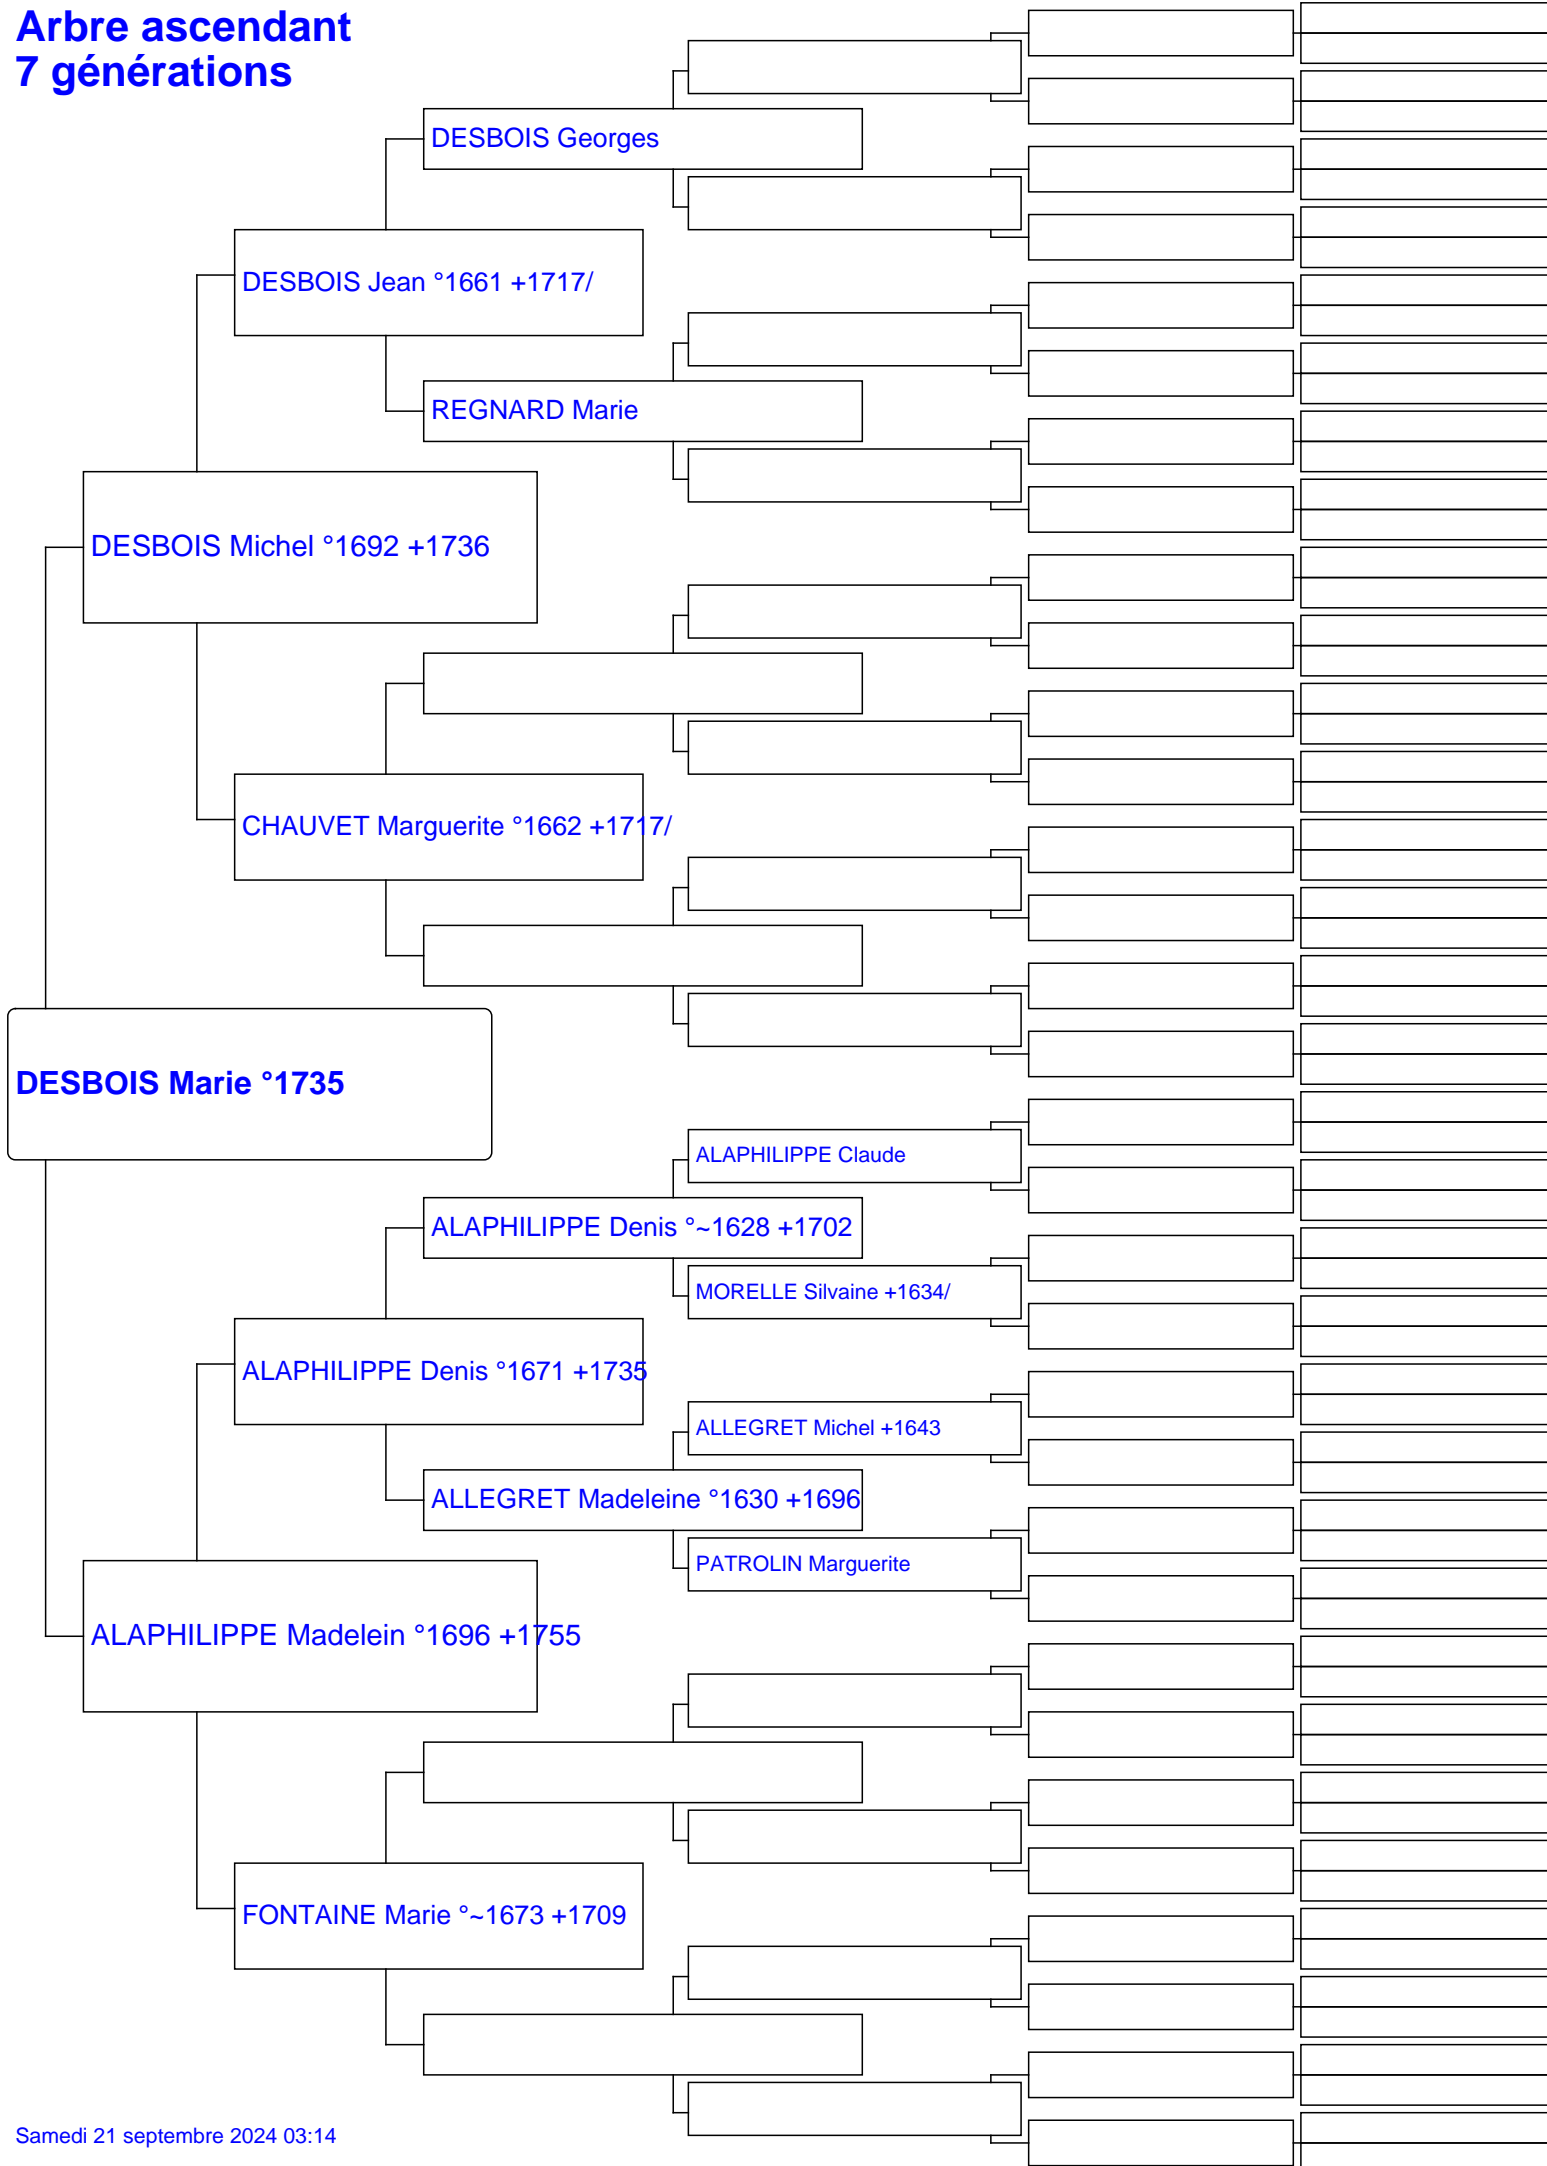 Arbre ascendant
7 générations
DESBOIS Georges
DESBOIS Jean °1661 +1717/
REGNARD Marie
DESBOIS Michel °1692 +1736
CHAUVET Marguerite °1662 +1717/
DESBOIS Marie °1735
ALAPHILIPPE Claude
ALAPHILIPPE Denis °~1628 +1702
MORELLE Silvaine +1634/
ALAPHILIPPE Denis °1671 +1735
ALLEGRET Michel +1643
ALLEGRET Madeleine °1630 +1696
PATROLIN Marguerite
ALAPHILIPPE Madelein °1696 +1755
FONTAINE Marie °~1673 +1709
Samedi 21 septembre 2024 03:14